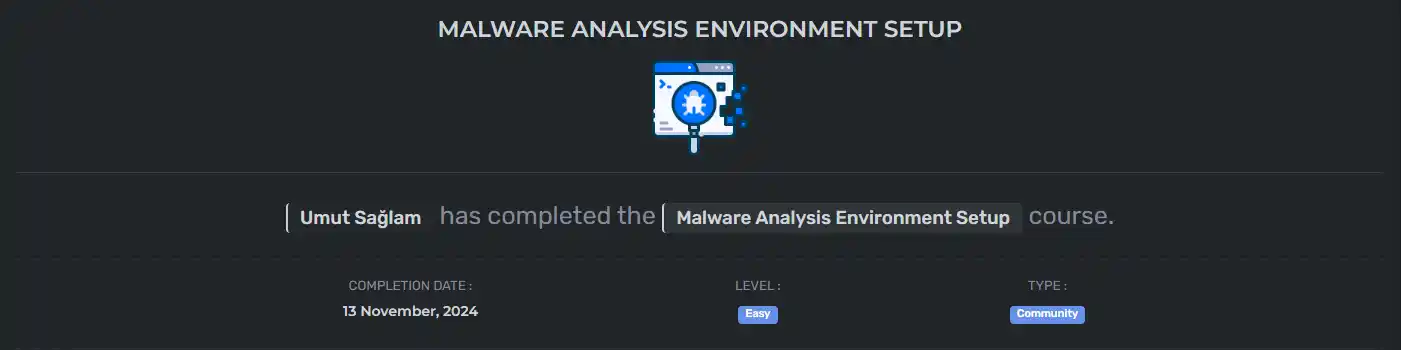 MALWARE ANALYSIS ENVIRONMENT SETUP
Umut Sağlam has completed the Malware Analysis Environment Setup course.
COMPLETION DATE : LEVEL : TYPE :
13 November, 2024 Easy Community